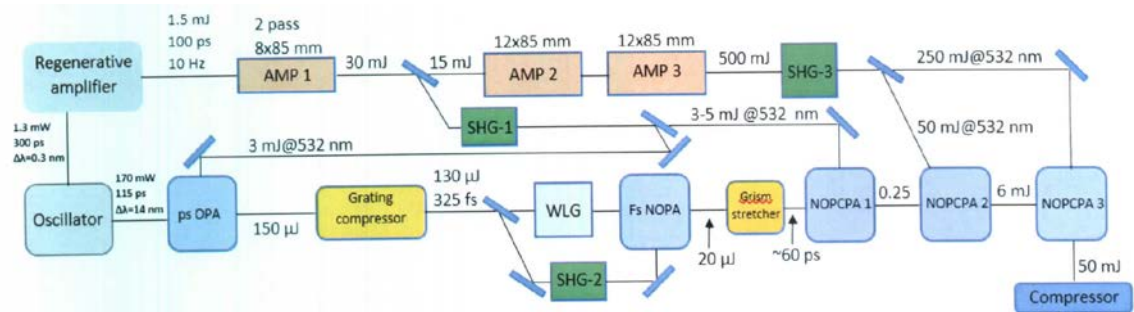 1.5 mJ
100 ps
10 Hz
2 pass
8x85 mm
12x85 mm
12x85 mm
Regenerative
amplifier
AMP 1
30 mJ
15 mJ
AMP 2
AMP 3
500 mJ
SHG-3
250 mJ@532 nm
SHG-1
3-5 mJ @532 nm
50 mJ@532 nm
1.3 mW
300 ps
Δλ=0.3 nm
3 mJ@532 nm
170 mW
115 ps
Δλ=14 nm
Oscillator
ps OPA
150 µJ
Grating
compressor
130 µJ
325 fs
WLG
Fs NOPA
SHG-2
20 µJ
Grism
stretcher
~60 ps
NOPCPA 1
0.25
NOPCPA 2
6 mJ
NOPCPA 3
50 mJ
Compressor